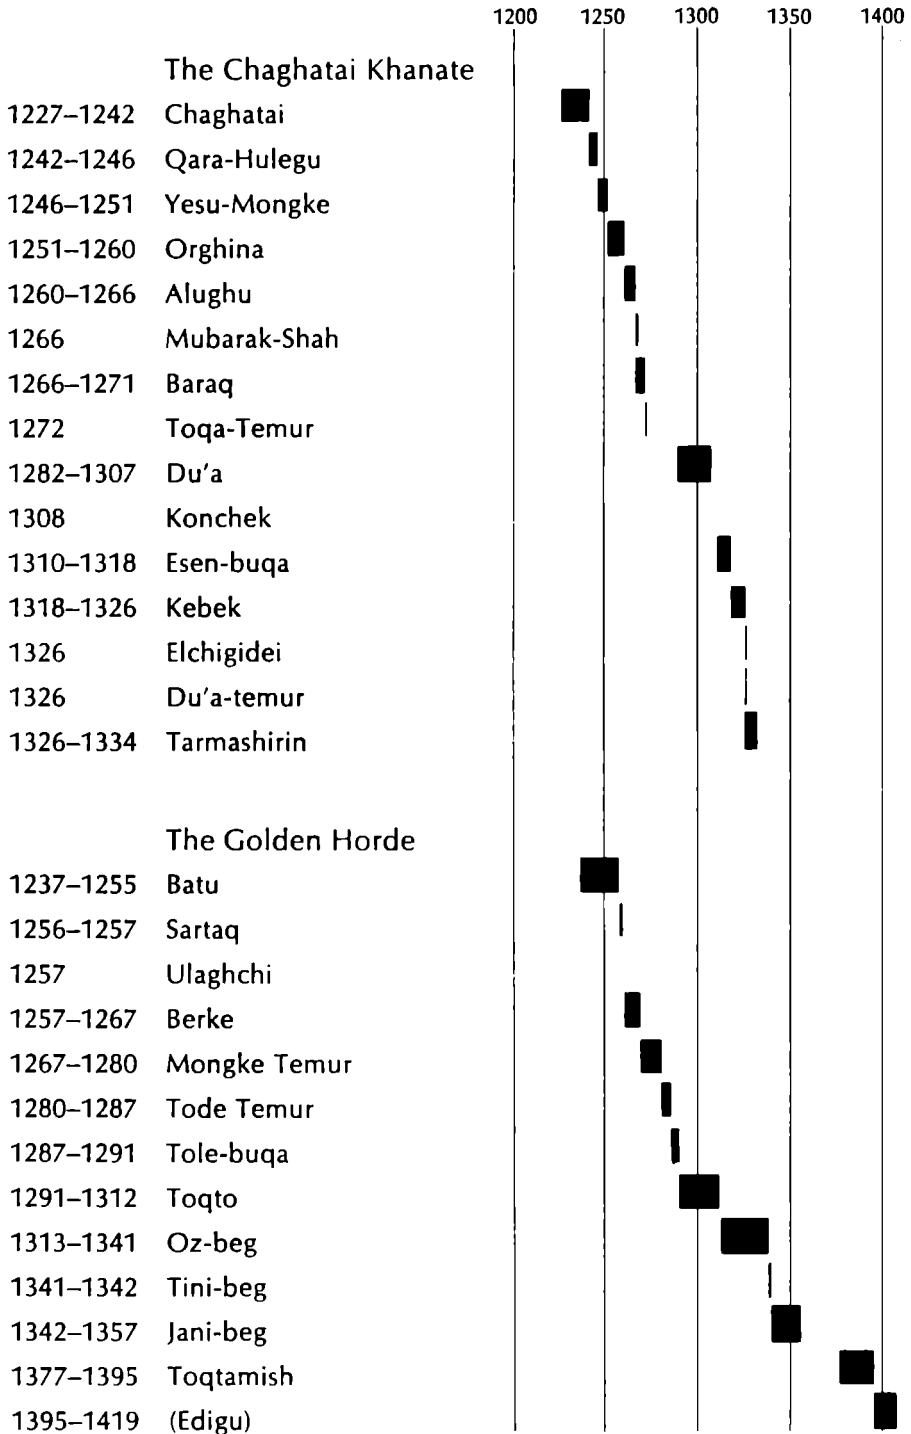 1200 1250 1300 1350 1400
The Chaghatai Khanate
1227–1242 Chaghatai
1242–1246 Qara-Hulegu
1246–1251 Yesu-Mongke
1251–1260 Orghina
1260–1266 Alughu
1266 Mubarak-Shah
1266–1271 Baraq
1272 Toqa-Temur
1282–1307 Du'a
1308 Konchek
1310–1318 Esen-buqa
1318–1326 Kebek
1326 Elchigidei
1326 Du'a-temur
1326–1334 Tarmashirin
The Golden Horde
1237–1255 Batu
1256–1257 Sartaq
1257 Ulaghchi
1257–1267 Berke
1267–1280 Mongke Temur
1280–1287 Tode Temur
1287–1291 Tole-buqa
1291–1312 Toqto
1313–1341 Oz-beg
1341–1342 Tini-beg
1342–1357 Jani-beg
1377–1395 Toqtamish
1395–1419 (Edigu)